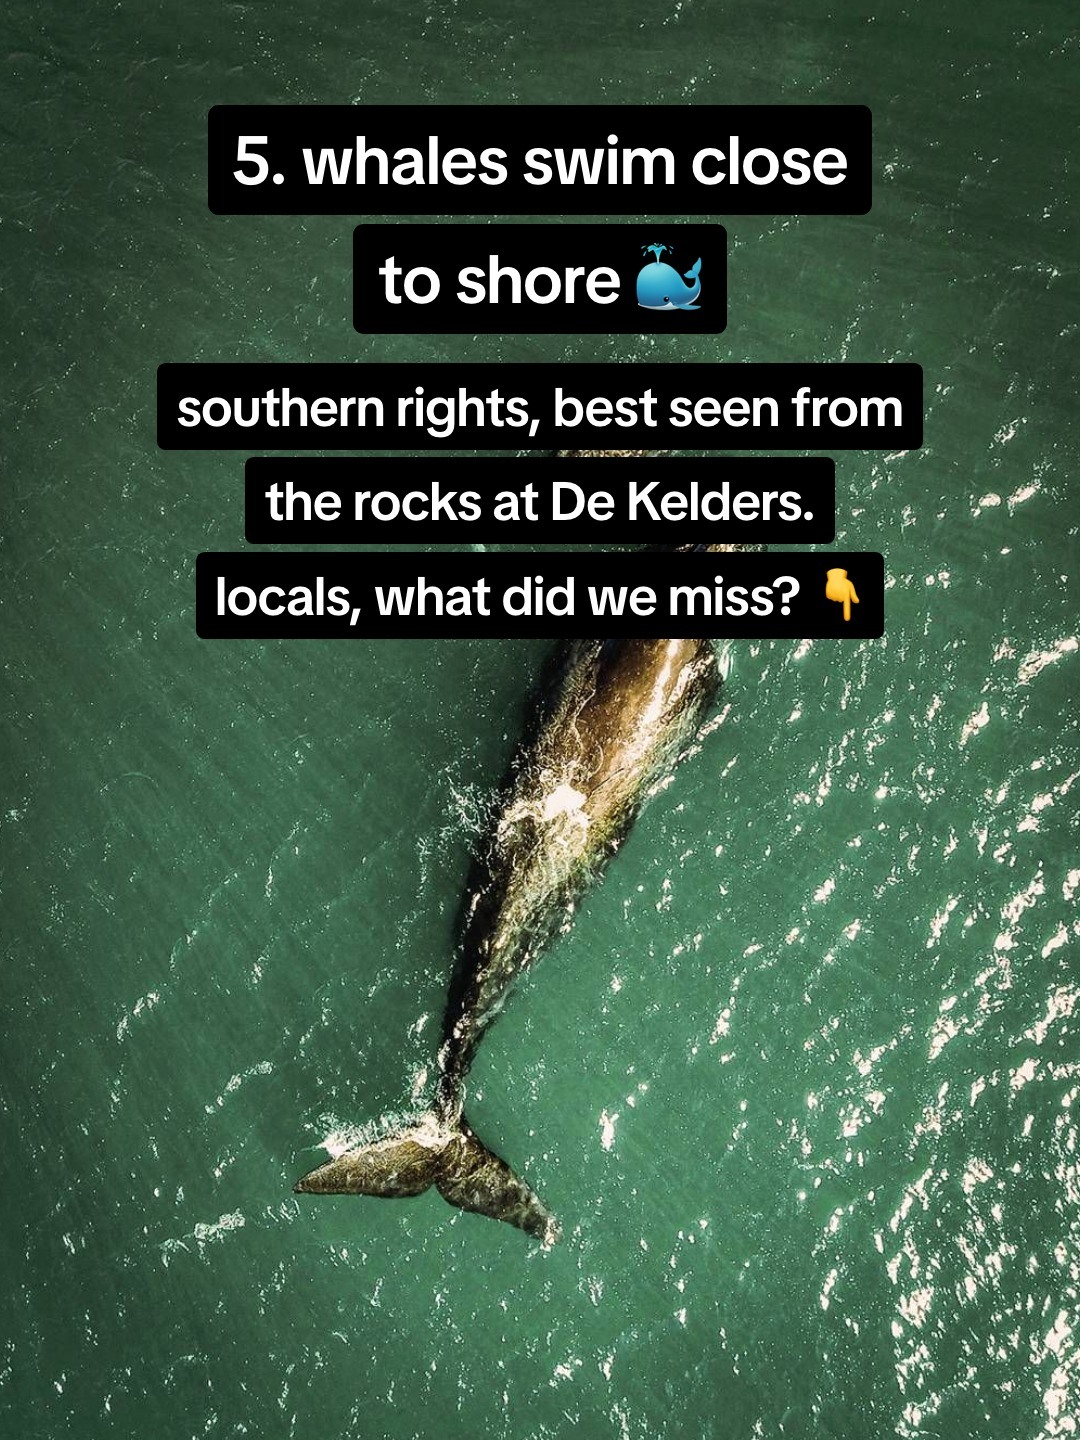 5. whales swim close
to shore 🐳
southern rights, best seen from
the rocks at De Kelders.
locals, what did we miss? 👇